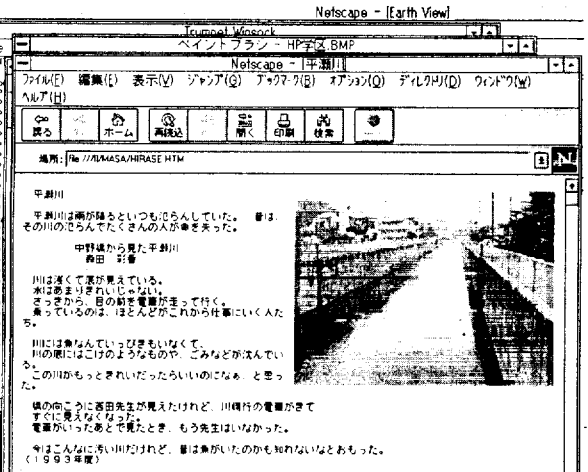 Netscape - [Earth View]
Trumpet Winsock
ペイントブラシ - HP学区.BMP
Netscape - [平瀬川]
ファイル(F) 編集(E) 表示(V) ジャンプ(G) ブックマーク(B) オプション(O) ディレクトリ(D) ウィンドウ(W)
ヘルプ(H)
戻る ホーム 再読込 開く 印刷 検索
場所: file:///I|/MASA/HIRASE.HTM
N
平瀬川
平瀬川は雨が降るといつもはらんしていた。 昔は、
その川のはらんでたくさんの人が命を失った。
中野橋から見た平瀬川
森田 彩香
川は浅くて底が見えている。
水はあまりきれいじゃない。
さっきから、目の前を電車が走って行く。
乗っているのは、ほとんどがこれから仕事にいく人た
ち。
川には魚なんていっぴきもいなくて、
川の底にはこけのようなものや、ごみなどが沈んでい
る。
この川がもっときれいだったらいいのになぁ、と思っ
た。
橋の向こうに吉田先生が見えたけれど、川崎行の電車がきて
すぐに見えなくなった。
電車がいったあとで見たとき、もう先生はいなかった。
今はこんなに汚い川だけれど、昔は魚がいたのかも知れないなとおもった。
(1993年度)